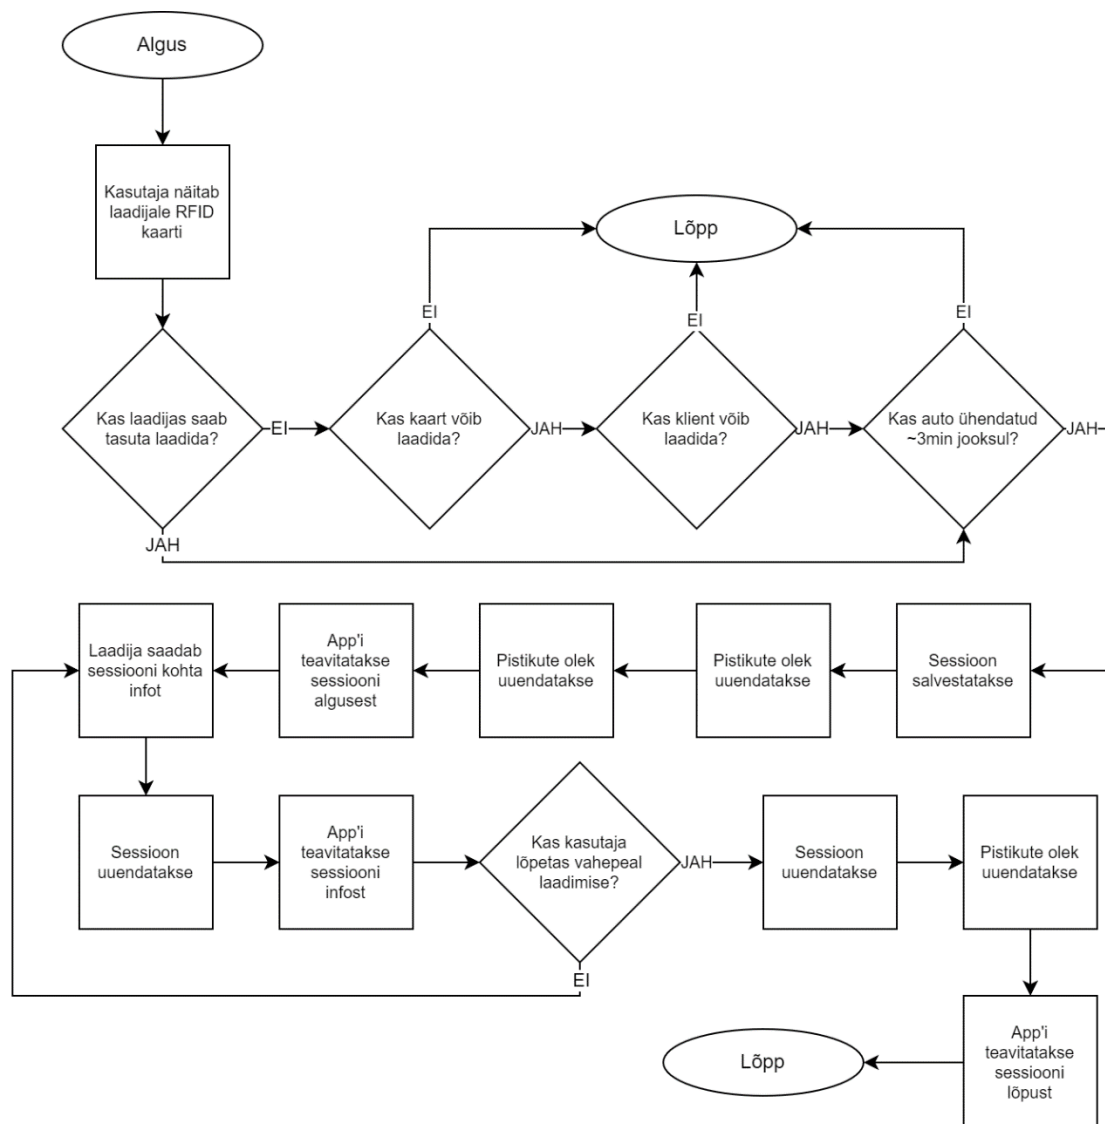 Algus
Kasutaja näitab
laadijale RFID
kaarti
Lõpp
EI
EI
EI
Kas laadijas saab
tasuta laadida?
EI
Kas kaart võib
laadida?
JAH
Kas klient võib
laadida?
JAH
Kas auto ühendatud
~3min jooksul?
JAH
JAH
Laadija saadab
sessiooni kohta
infot
App'i
teavitatakse
sessiooni
algusest
Pistikute olek
uuendatakse
Pistikute olek
uuendatakse
Sessioon
salvestatakse
Sessioon
uuendatakse
App'i
teavitatakse
sessiooni
infost
Kas kasutaja
lõpetas vahepeal
laadimise?
JAH
Sessioon
uuendatakse
Pistikute olek
uuendatakse
EI
Lõpp
App'i
teavitatakse
sessiooni
lõpust